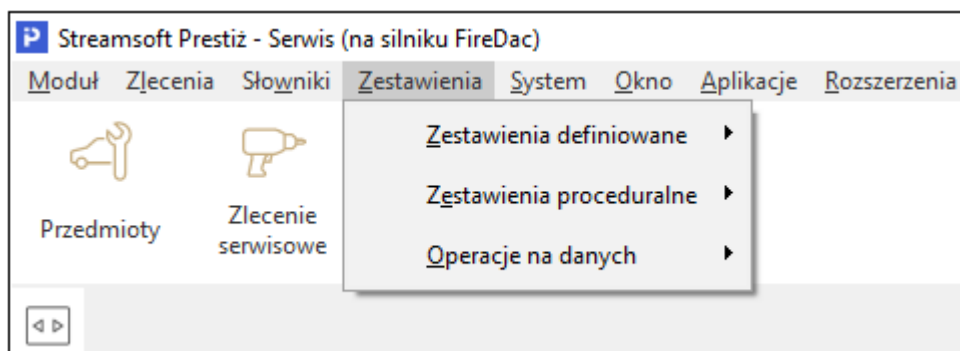 Streamsoft Prestiż - Serwis (na silniku FireDac)
Moduł Zlecenia Słowniki Zestawienia System Okno Aplikacje Rozszerzenia
Zestawienia definiowane
Zestawienia proceduralne
Operacje na danych
Przedmioty
Zlecenie
serwisowe